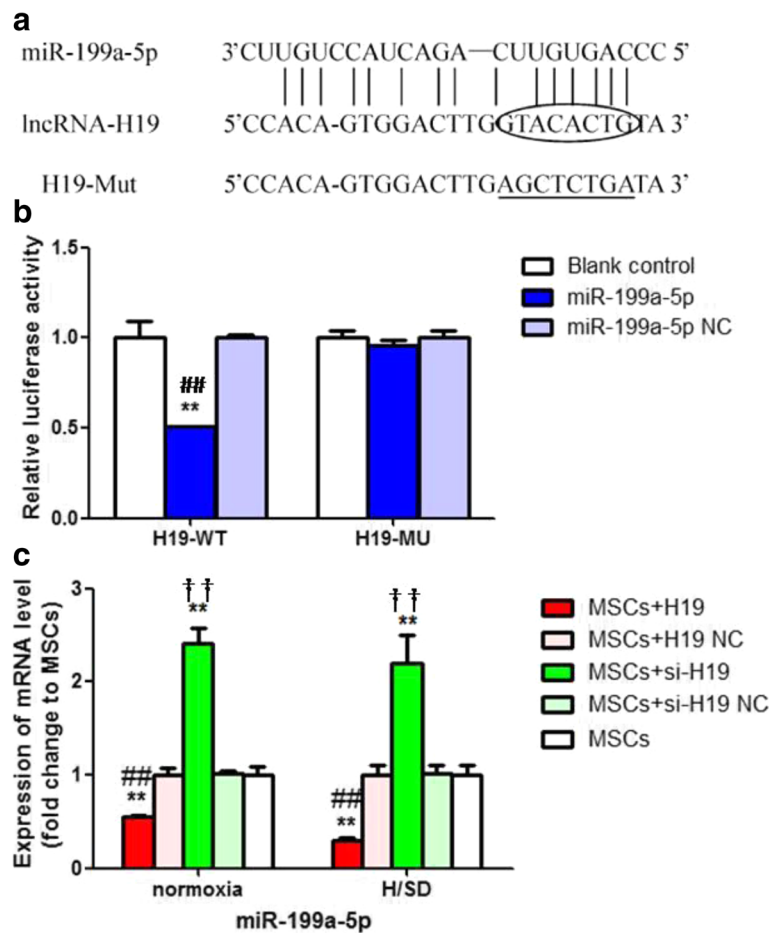 a
miR-199a-5p 3'CUUGUCCAUCAGA—CUUGUGACCC 5'
lncRNA-H19 5'CCACA-GTGGACTTGGTACACTGTA 3'
H19-Mut 5'CCACA-GTGGACTTGAGCTCTGATA 3'
b
Relative luciferase activity
1.5
1.0
0.5
0.0
##
**
H19-WT
H19-MU
Blank control
miR-199a-5p
miR-199a-5p NC
c
Expression of mRNA level
(fold change to MSCs)
3
2
1
0
##
**
††
**
##
**
††
**
normoxia
H/SD
miR-199a-5p
MSCs+H19
MSCs+H19 NC
MSCs+si-H19
MSCs+si-H19 NC
MSCs